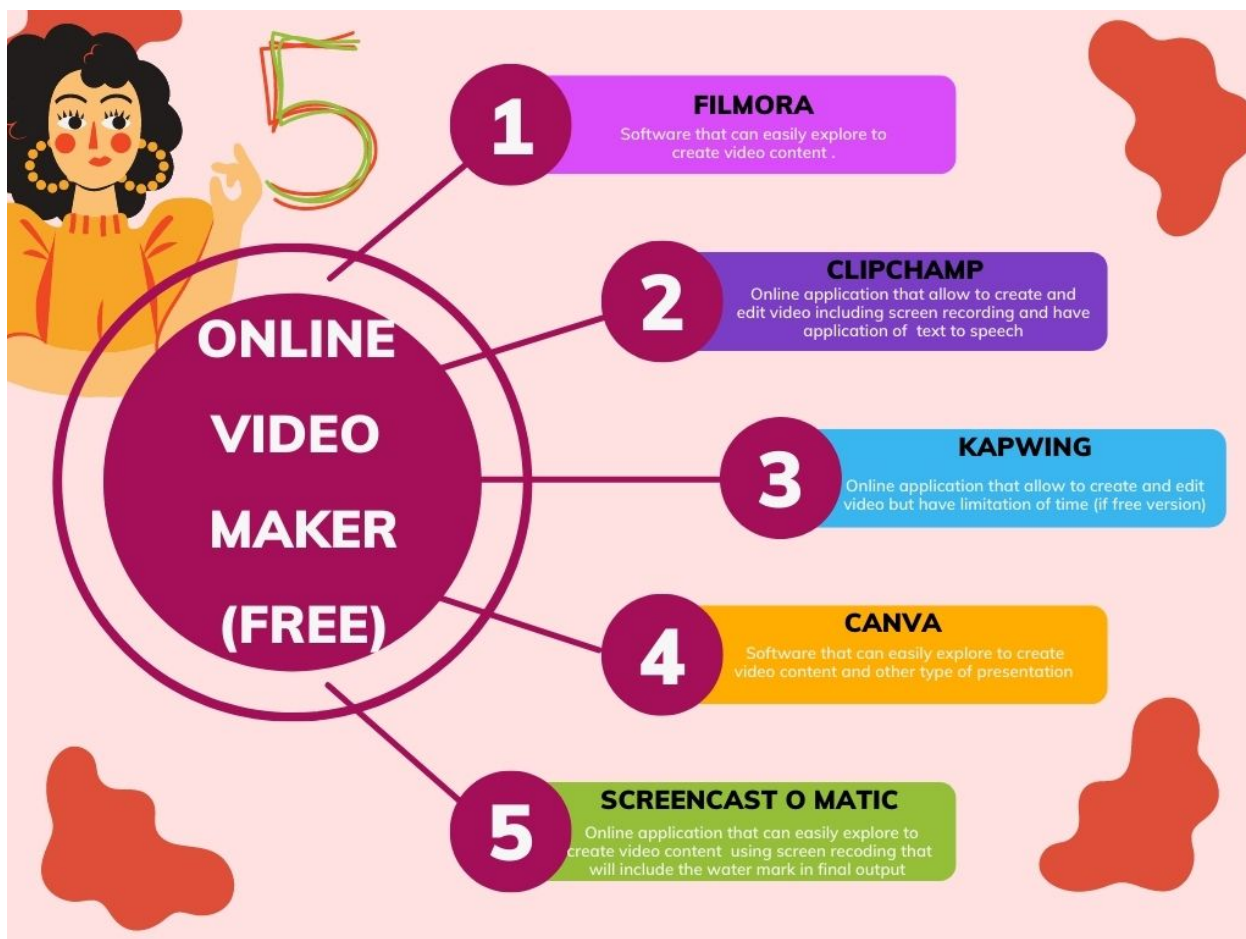 5
ONLINE
VIDEO
MAKER
(FREE)
1
FILMORA
Software that can easily explore to
create video content .
2
CLIPCHAMP
Online application that allow to create and
edit video including screen recording and have
application of text to speech
3
KAPWING
Online application that allow to create and edit
video but have limitation of time (if free version)
4
CANVA
Software that can easily explore to create
video content and other type of presentation
5
SCREENCAST O MATIC
Online application that can easily explore to
create video content using screen recoding that
will include the water mark in final output